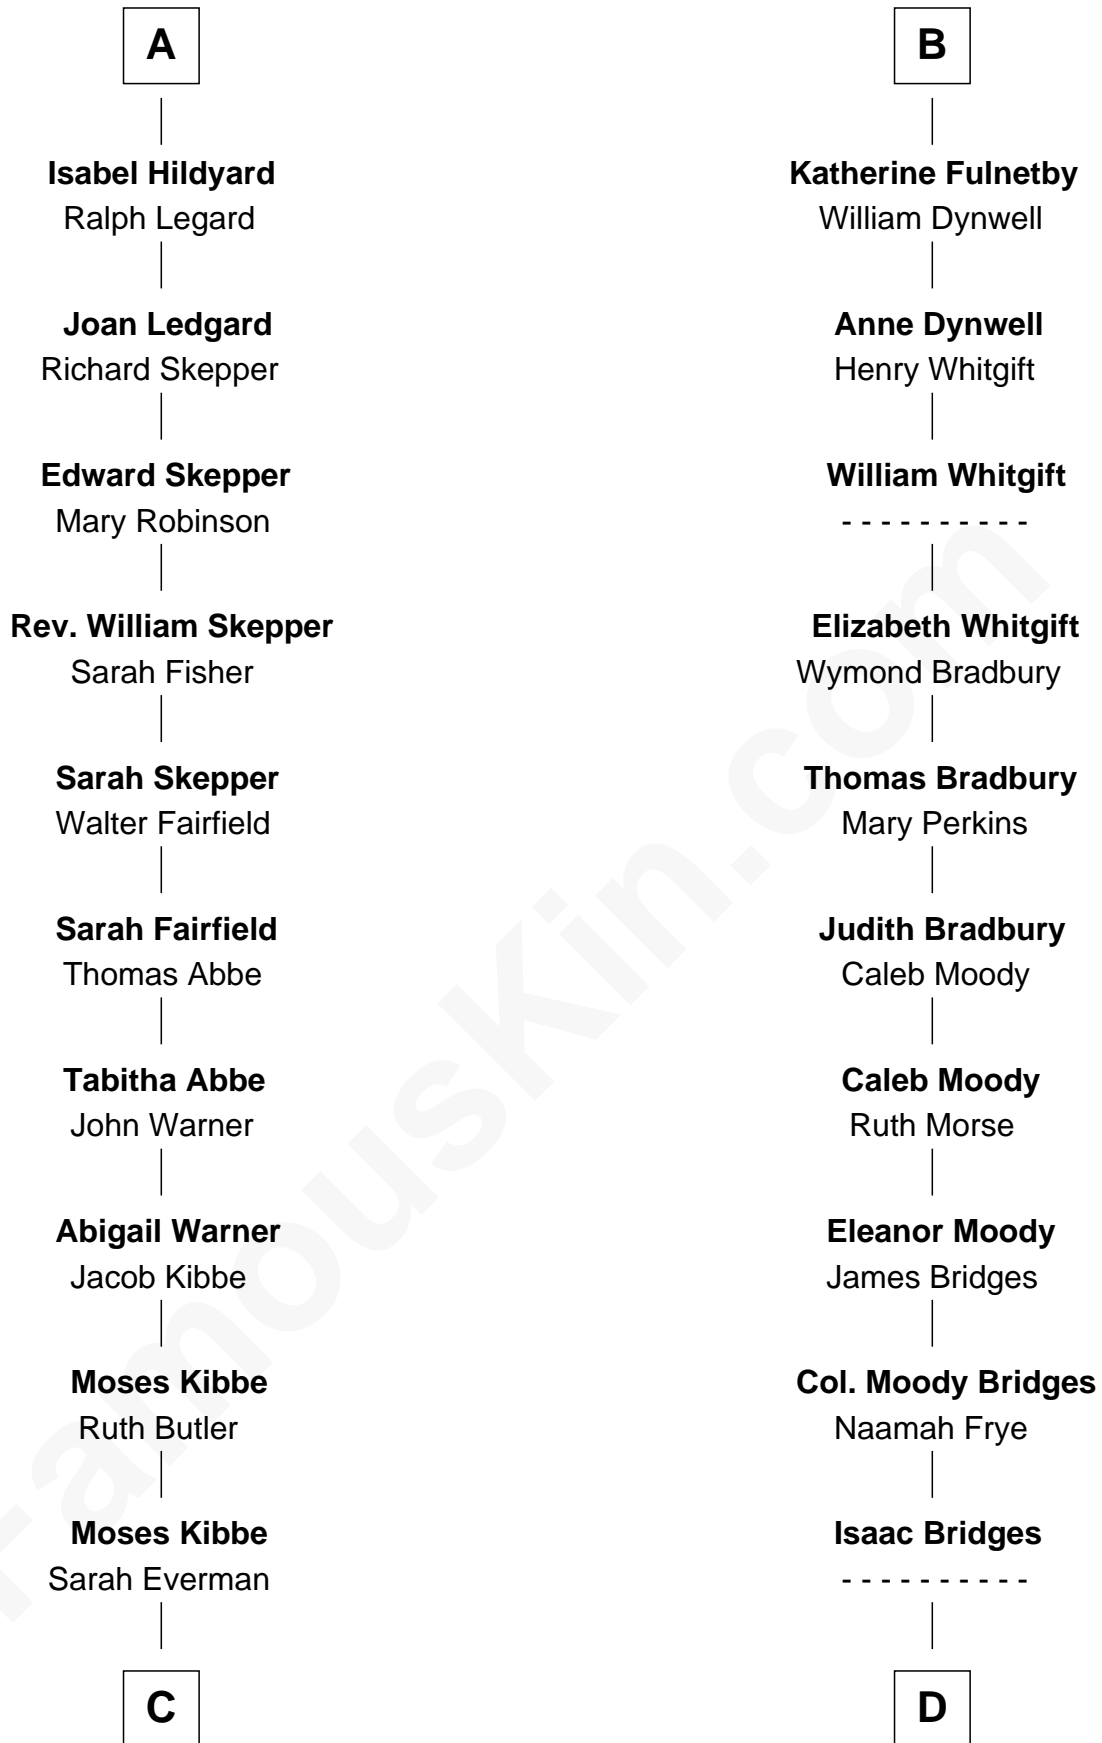 A
Isabel Hildyard
Ralph Legard
Joan Ledgard
Richard Skepper
Edward Skepper
Mary Robinson
Rev. William Skepper
Sarah Fisher
Sarah Skepper
Walter Fairfield
Sarah Fairfield
Thomas Abbe
Tabitha Abbe
John Warner
Abigail Warner
Jacob Kibbe
Moses Kibbe
Ruth Butler
Moses Kibbe
Sarah Everman
C
B
Katherine Fulnetby
William Dynwell
Anne Dynwell
Henry Whitgift
William Whitgift
- - - - - - - - - -
Elizabeth Whitgift
Wymond Bradbury
Thomas Bradbury
Mary Perkins
Judith Bradbury
Caleb Moody
Caleb Moody
Ruth Morse
Eleanor Moody
James Bridges
Col. Moody Bridges
Naamah Frye
Isaac Bridges
- - - - - - - - - -
D
FamousKin.com